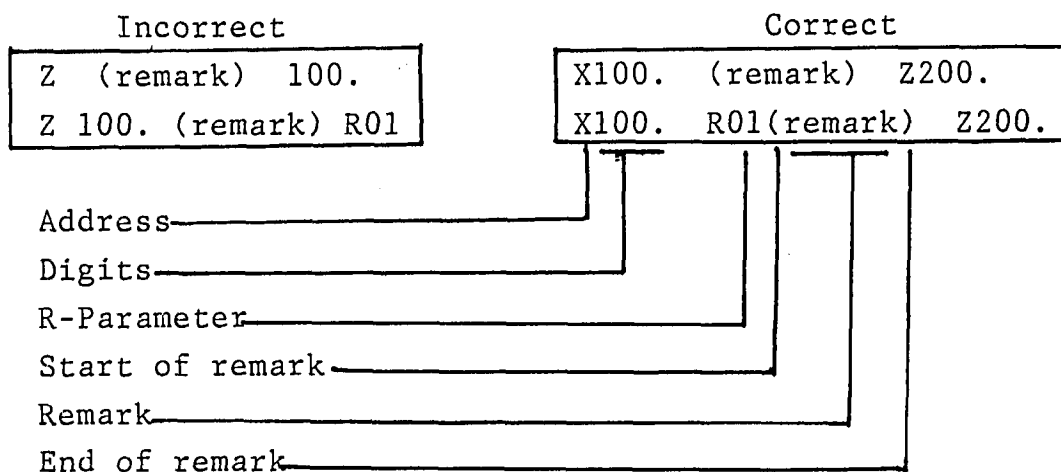 Incorrect
Z (remark) 100.
Z 100. (remark) R01
Correct
X100. (remark) Z200.
X100. R01(remark) Z200.
Address
Digits
R-Parameter
Start of remark
Remark
End of remark